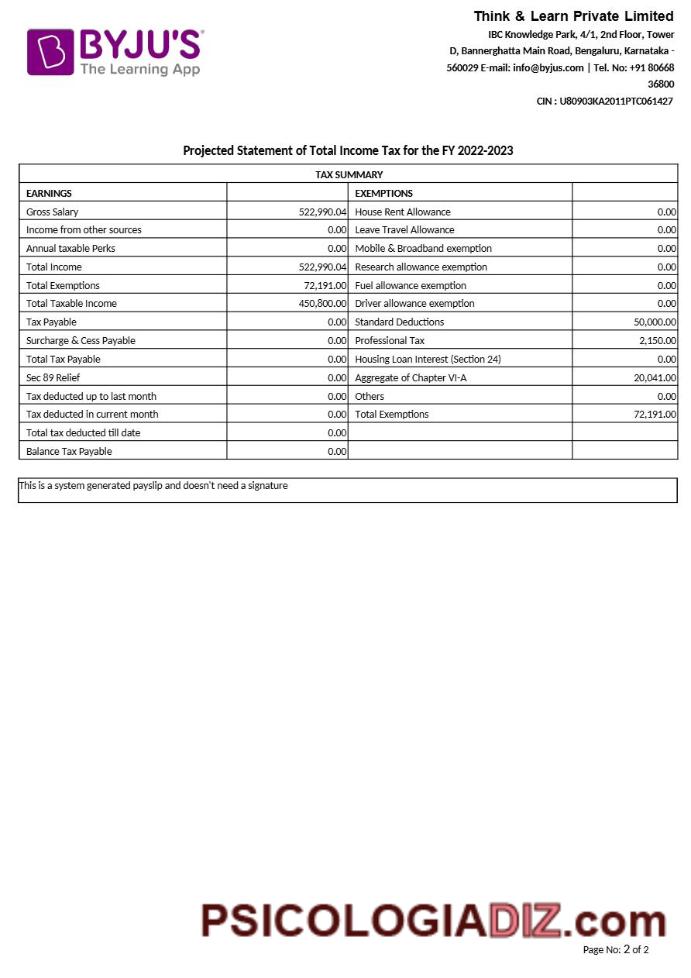 BYJU'S
The Learning App
Think & Learn Private Limited
IBC Knowledge Park, 4/1, 2nd Floor, Tower
D, Bannerghatta Main Road, Bengaluru, Karnataka -
560029 E-mail: info@byjus.com | Tel. No: +91 80668
36800
CIN : U80903KA2011PTC061427
Projected Statement of Total Income Tax for the FY 2022-2023
TAX SUMMARY
EARNINGS EXEMPTIONS
Gross Salary 522,990.04 House Rent Allowance 0.00
Income from other sources 0.00 Leave Travel Allowance 0.00
Annual taxable Perks 0.00 Mobile & Broadband exemption 0.00
Total Income 522,990.04 Research allowance exemption 0.00
Total Exemptions 72,191.00 Fuel allowance exemption 0.00
Total Taxable Income 450,800.00 Driver allowance exemption 0.00
Tax Payable 0.00 Standard Deductions 50,000.00
Surcharge & Cess Payable 0.00 Professional Tax 2,150.00
Total Tax Payable 0.00 Housing Loan Interest (Section 24) 0.00
Sec 89 Relief 0.00 Aggregate of Chapter VI-A 20,041.00
Tax deducted up to last month 0.00 Others 0.00
Tax deducted in current month 0.00 Total Exemptions 72,191.00
Total tax deducted till date 0.00
Balance Tax Payable 0.00
This is a system generated payslip and doesn't need a signature
PSICOLOGIADIZ.com
Page No: 2 of 2